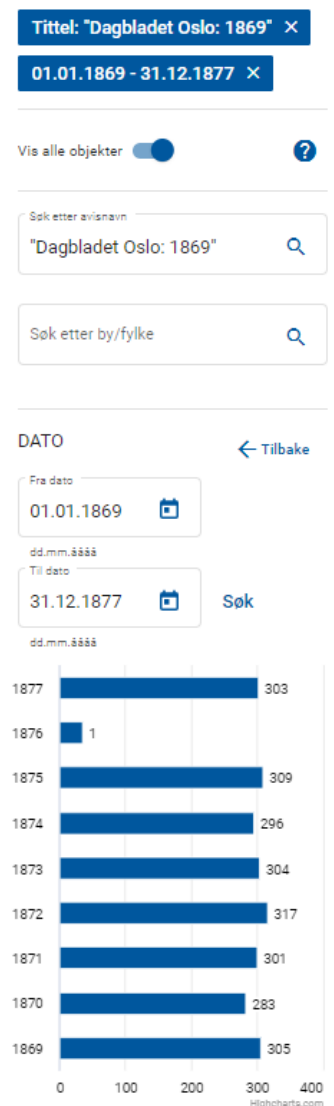 Tittel: "Dagbladet Oslo: 1869" ×
01.01.1869 - 31.12.1877 ×
Vis alle objekter
?
Søk etter avisnavn
"Dagbladet Oslo: 1869"
Søk etter by/fylke
DATO
← Tilbake
Fra dato
01.01.1869
dd.mm.åååå
Til dato
31.12.1877
Søk
dd.mm.åååå
1877 303
1876 1
1875 309
1874 296
1873 304
1872 317
1871 301
1870 283
1869 305
0 100 200 300 400
Highcharts.com